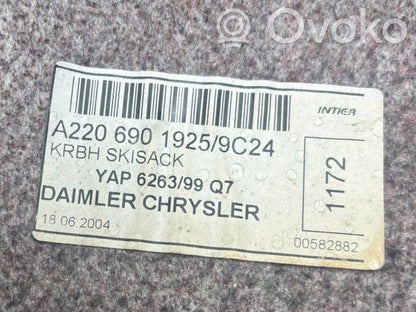 Ovoko
INTIER
A220 690 1925/9C24
KRBH SKISACK
YAP 6263/99 Q7
DAIMLER CHRYSLER
18.06.2004
1172
00582882